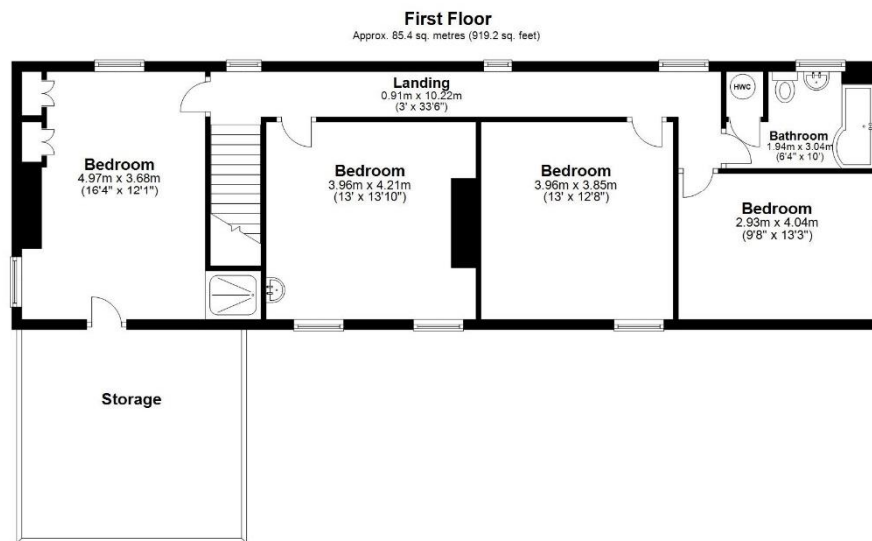 First Floor
Approx. 85.4 sq. metres (919.2 sq. feet)
Landing
0.91m x 10.22m
(3' x 33'6")
HWC
Bathroom
1.94m x 3.04m
(6'4" x 10')
Bedroom
4.97m x 3.68m
(16'4" x 12'1")
Bedroom
3.96m x 4.21m
(13' x 13'10")
Bedroom
3.96m x 3.85m
(13' x 12'8")
Bedroom
2.93m x 4.04m
(9'8" x 13'3")
Storage